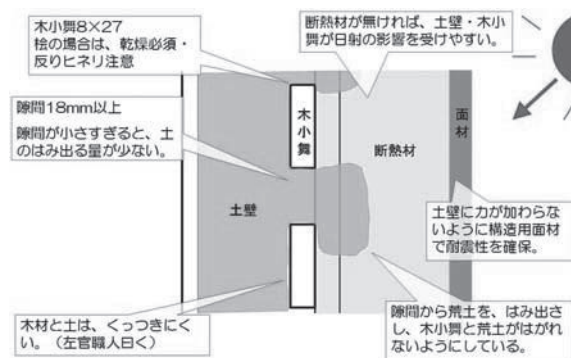 木小舞8×27
桧の場合は、乾燥必須・
反りヒネリ注意
断熱材が無ければ、土壁・木小
舞が日射の影響を受けやすい。
隙間18mm以上
隙間が小さすぎると、土
のはみ出る量が少ない。
木小舞
土壁
断熱材
面材
土壁に力が加わらな
いように構造用面材
で耐震性を確保。
木材と土は、くっつきにく
い。（左官職人曰く）
隙間から荒土を、はみ出さ
し、木小舞と荒土がはがれ
ないようにしている。